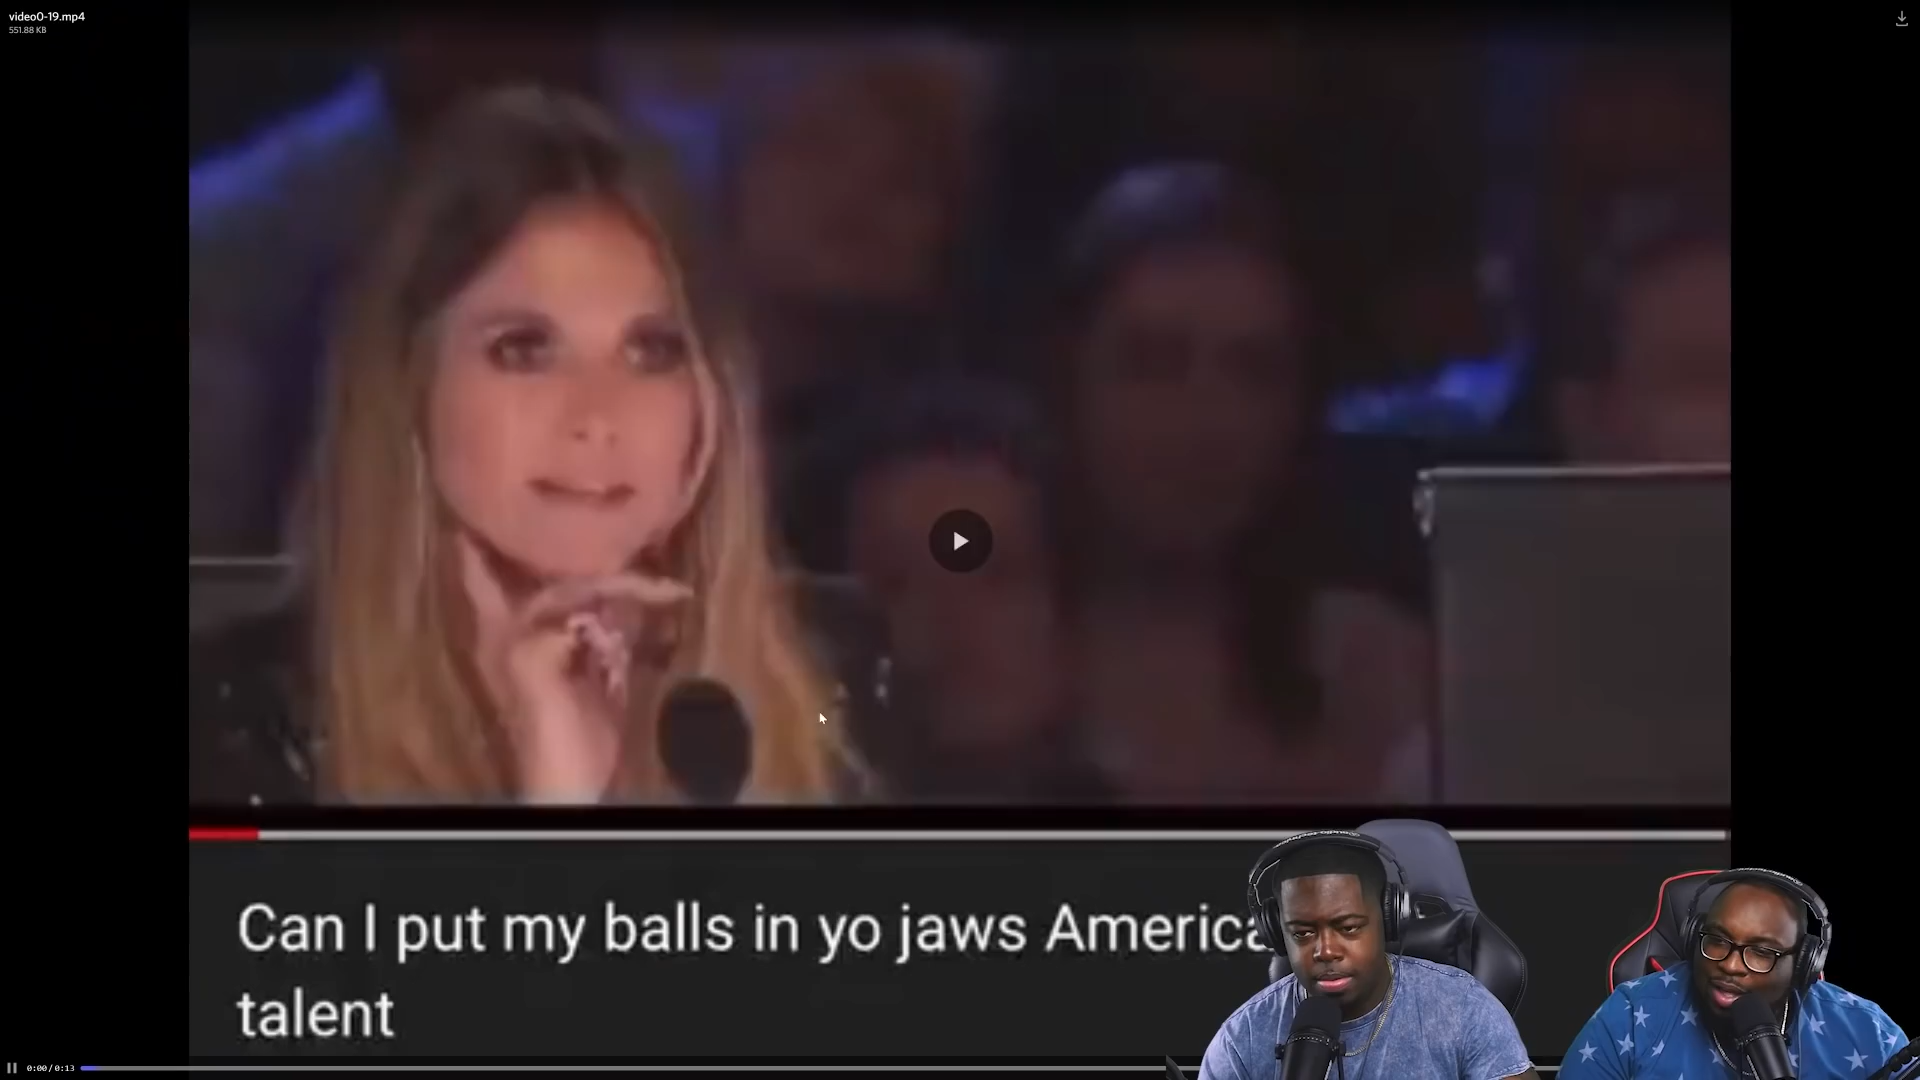 video0-19.mp4
551.88 KB
Can I put my balls in yo jaws America
talent
0:00/0:13